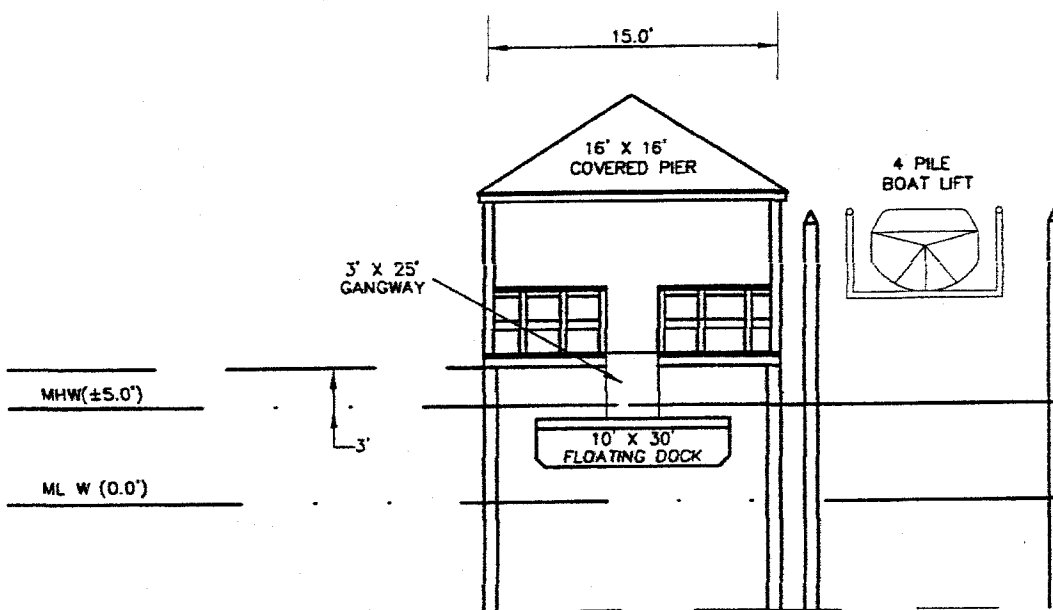 15.0'
16' X 16'
COVERED PIER
4 PILE
BOAT LIFT
3' X 25'
GANGWAY
MHW(±5.0')
3'
10' X 30'
FLOATING DOCK
ML W (0.0')